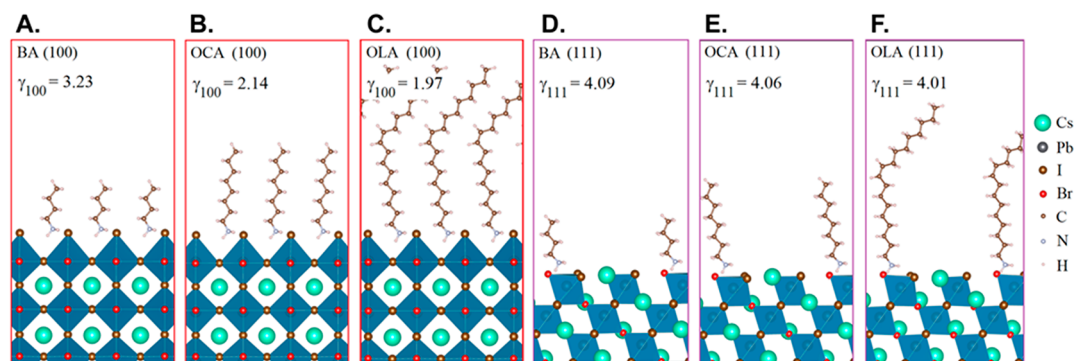 A.
BA (100)
γ100 = 3.23
B.
OCA (100)
γ100 = 2.14
C.
OLA (100)
γ100 = 1.97
D.
BA (111)
γ111 = 4.09
E.
OCA (111)
γ111 = 4.06
F.
OLA (111)
γ111 = 4.01
Cs
Pb
I
Br
C
N
H